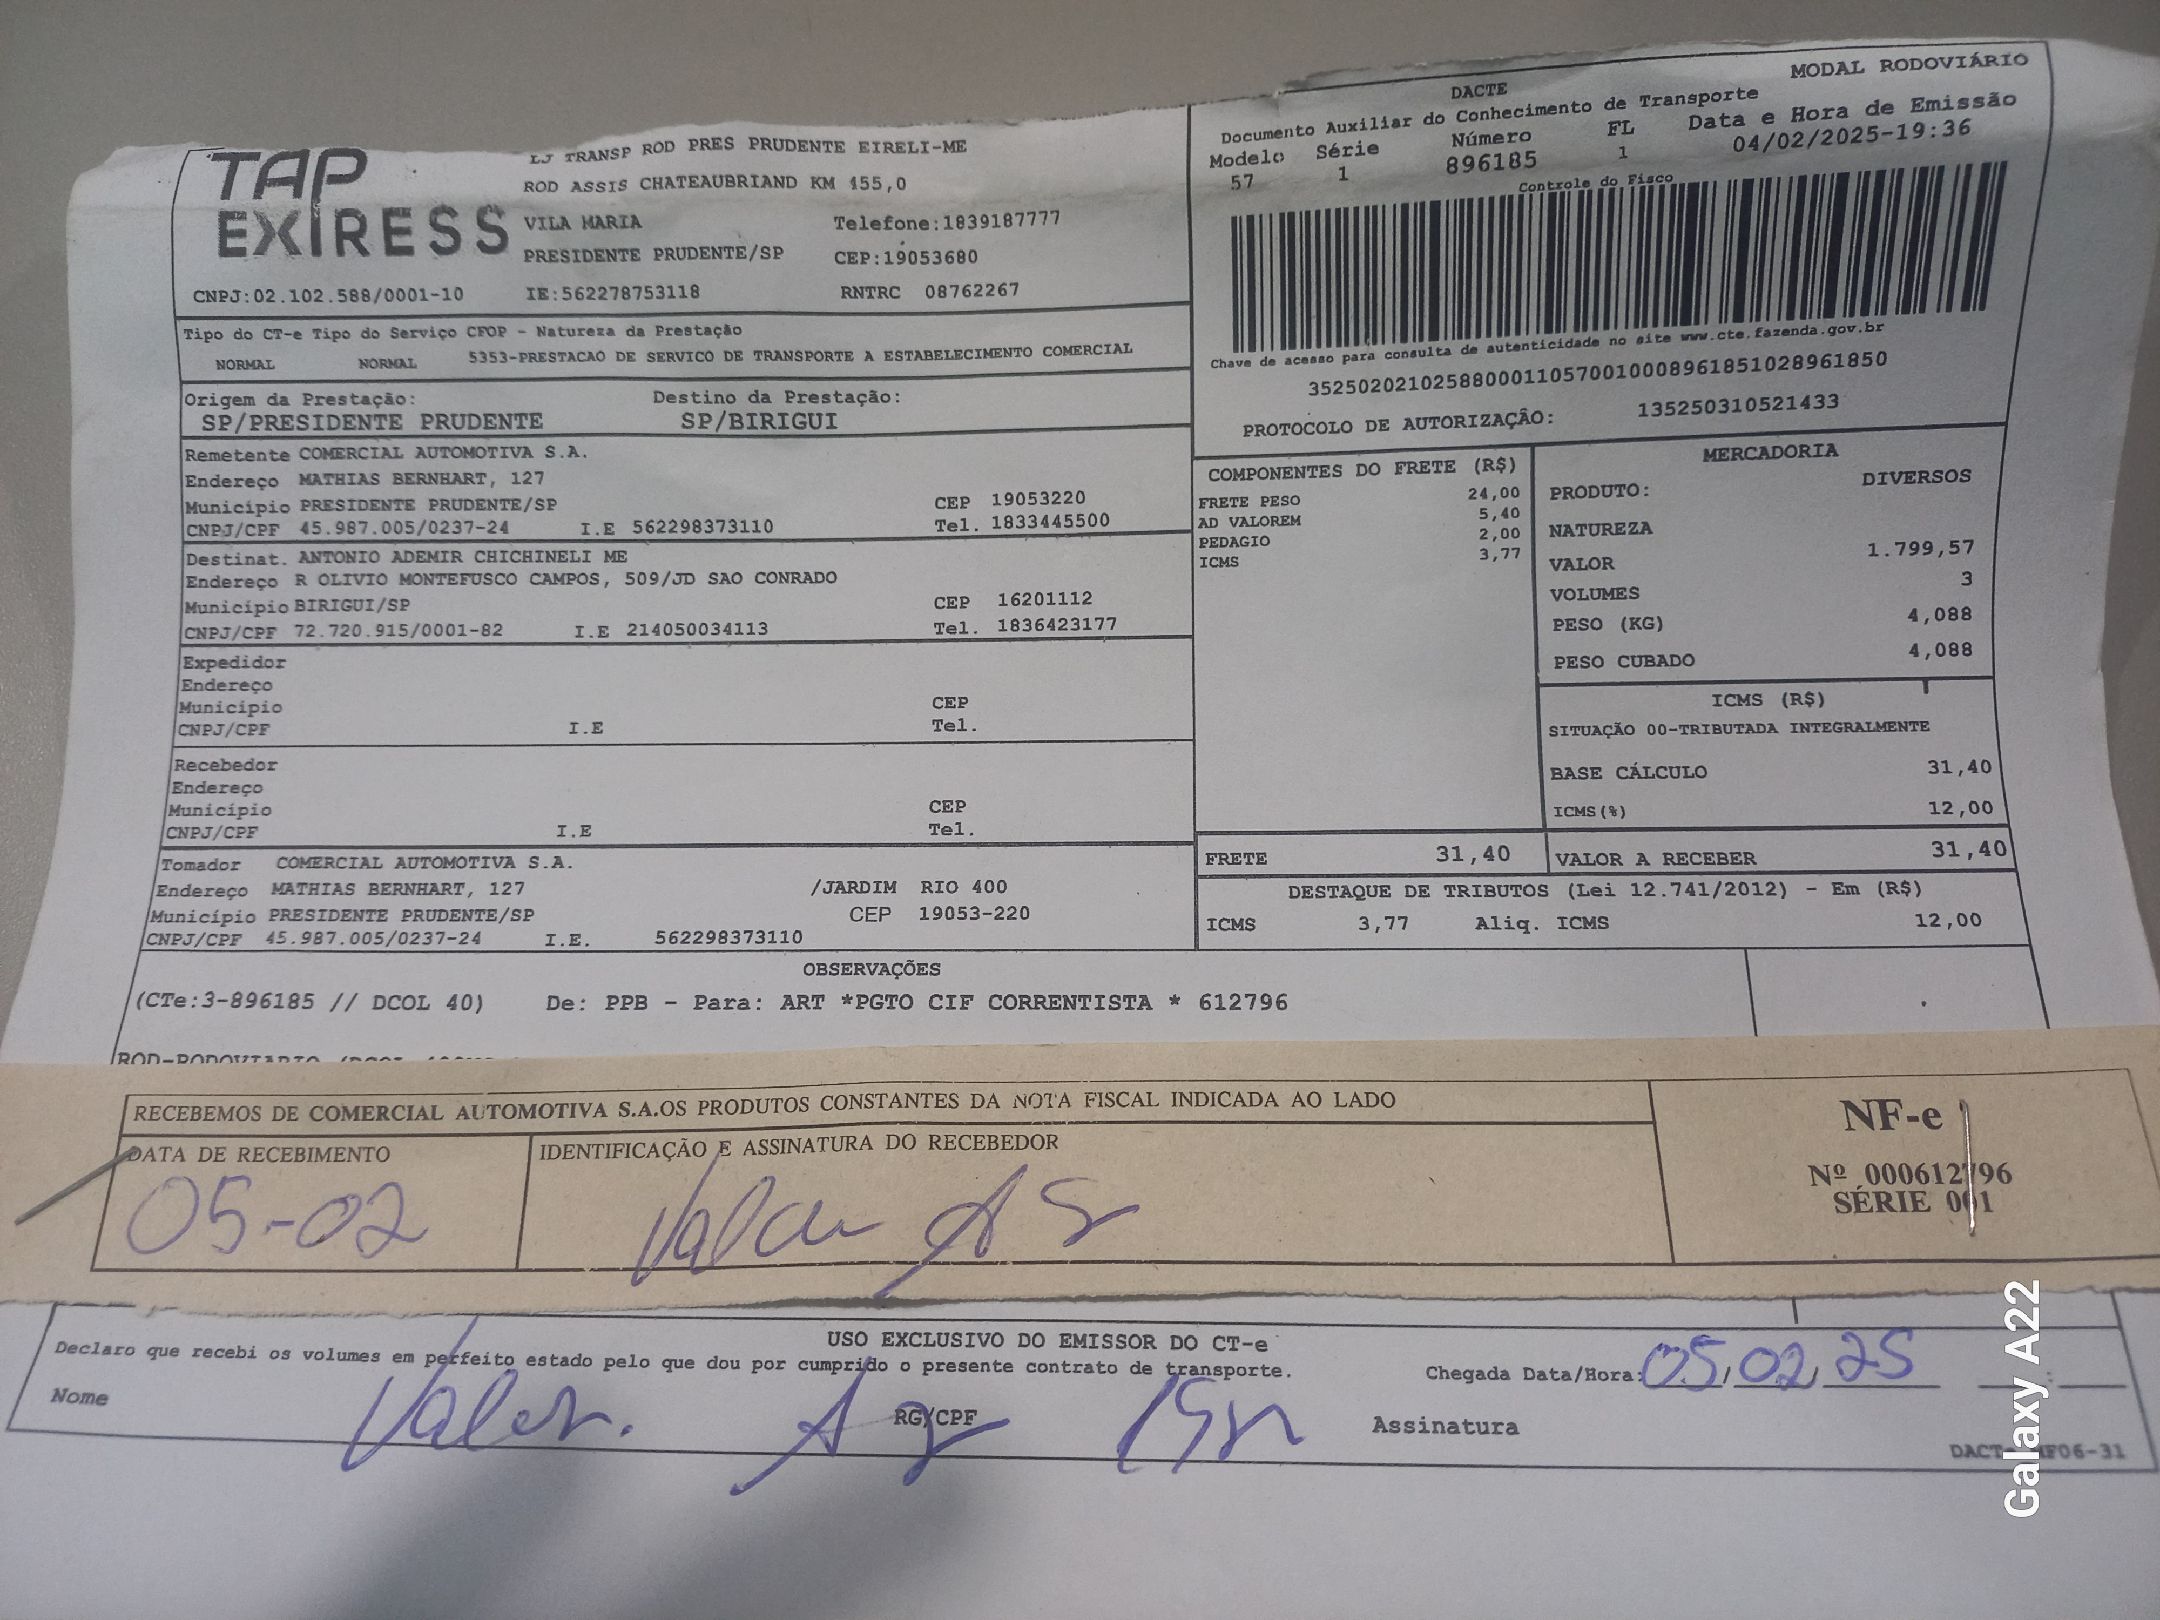 TAP
EXPRESS
LJ TRANSP ROD PRES PRUDENTE EIRELI-ME
ROD ASSIS CHATEAUBRIAND KM 455,0
VILA MARIA Telefone:1839187777
PRESIDENTE PRUDENTE/SP CEP:19053680
CNPJ:02.102.588/0001-10 IE:562278753118 RNTRC 08762267
Tipo do CT-e Tipo do Serviço CFOP - Natureza da Prestação
NORMAL NORMAL 5353-PRESTACAO DE SERVICO DE TRANSPORTE A ESTABELECIMENTO COMERCIAL
Origem da Prestação: Destino da Prestação:
SP/PRESIDENTE PRUDENTE SP/BIRIGUI
Remetente COMERCIAL AUTOMOTIVA S.A.
Endereço MATHIAS BERNHART, 127
Município PRESIDENTE PRUDENTE/SP CEP 19053220
CNPJ/CPF 45.987.005/0237-24 I.E 562298373110 Tel. 1833445500
Destinat. ANTONIO ADEMIR CHICHINELI ME
Endereço R OLIVIO MONTEFUSCO CAMPOS, 509/JD SAO CONRADO
Município BIRIGUI/SP CEP 16201112
CNPJ/CPF 72.720.915/0001-82 I.E 214050034113 Tel. 1836423177
Expedidor
Endereço
Município CEP
CNPJ/CPF I.E Tel.
Recebedor
Endereço
Município CEP
CNPJ/CPF I.E Tel.
Tomador COMERCIAL AUTOMOTIVA S.A.
Endereço MATHIAS BERNHART, 127 /JARDIM RIO 400
Município PRESIDENTE PRUDENTE/SP CEP 19053-220
CNPJ/CPF 45.987.005/0237-24 I.E. 562298373110
MODAL RODOVIÁRIO
DACTE
Documento Auxiliar do Conhecimento de Transporte
Modelo Série Número FL Data e Hora de Emissão
57 1 896185 1 04/02/2025-19:36
Controle do Fisco
Chave de acesso para consulta de autenticidade no site www.cte.fazenda.gov.br
35250202102588000110570010008961851028961850
PROTOCOLO DE AUTORIZAÇÃO: 135250310521433
COMPONENTES DO FRETE (R$)
FRETE PESO 24,00
AD VALOREM 5,40
PEDAGIO 2,00
ICMS 3,77
MERCADORIA
PRODUTO: DIVERSOS
NATUREZA
VALOR 1.799,57
VOLUMES 3
PESO (KG) 4,088
PESO CUBADO 4,088
ICMS (R$)
SITUAÇÃO 00-TRIBUTADA INTEGRALMENTE
BASE CÁLCULO 31,40
ICMS(%) 12,00
FRETE 31,40 VALOR A RECEBER 31,40
DESTAQUE DE TRIBUTOS (Lei 12.741/2012) - Em (R$)
ICMS 3,77 Aliq. ICMS 12,00
OBSERVAÇÕES
(CTe:3-896185 // DCOL 40) De: PPB - Para: ART *PGTO CIF CORRENTISTA * 612796
ROD-RODOVIARIO
RECEBEMOS DE COMERCIAL AUTOMOTIVA S.A.OS PRODUTOS CONSTANTES DA NOTA FISCAL INDICADA AO LADO
DATA DE RECEBIMENTO IDENTIFICAÇÃO E ASSINATURA DO RECEBEDOR
05-02
NF-e
Nº 000612796
SÉRIE 001
USO EXCLUSIVO DO EMISSOR DO CT-e
Declaro que recebi os volumes em perfeito estado pelo que dou por cumprido o presente contrato de transporte.
Chegada Data/Hora: 05/02/25 :
Nome RG/CPF Assinatura
Galaxy A22